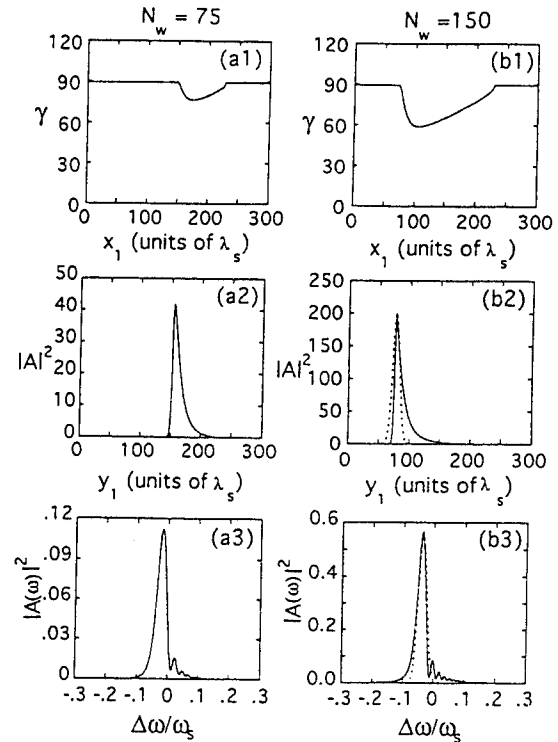 N_w = 75
N_w = 150
(a1)
120
90
60
30
0
γ
0 100 200 300
x_1 (units of λ_s)
(b1)
120
90
60
30
0
γ
0 100 200 300
x_1 (units of λ_s)
(a2)
50
40
30
20
10
0
|A|^2
0 100 200 300
y_1 (units of λ_s)
(b2)
250
200
150
100
50
0
|A|^2
0 100 200 300
y_1 (units of λ_s)
(a3)
.12
.09
.06
.03
0
|A(ω)|^2
-.3 -.2 -.1 0 .1 .2 .3
Δω/ω_s
(b3)
0.6
0.4
0.2
0.0
|A(ω)|^2
-.3 -.2 -.1 0 .1 .2 .3
Δω/ω_s